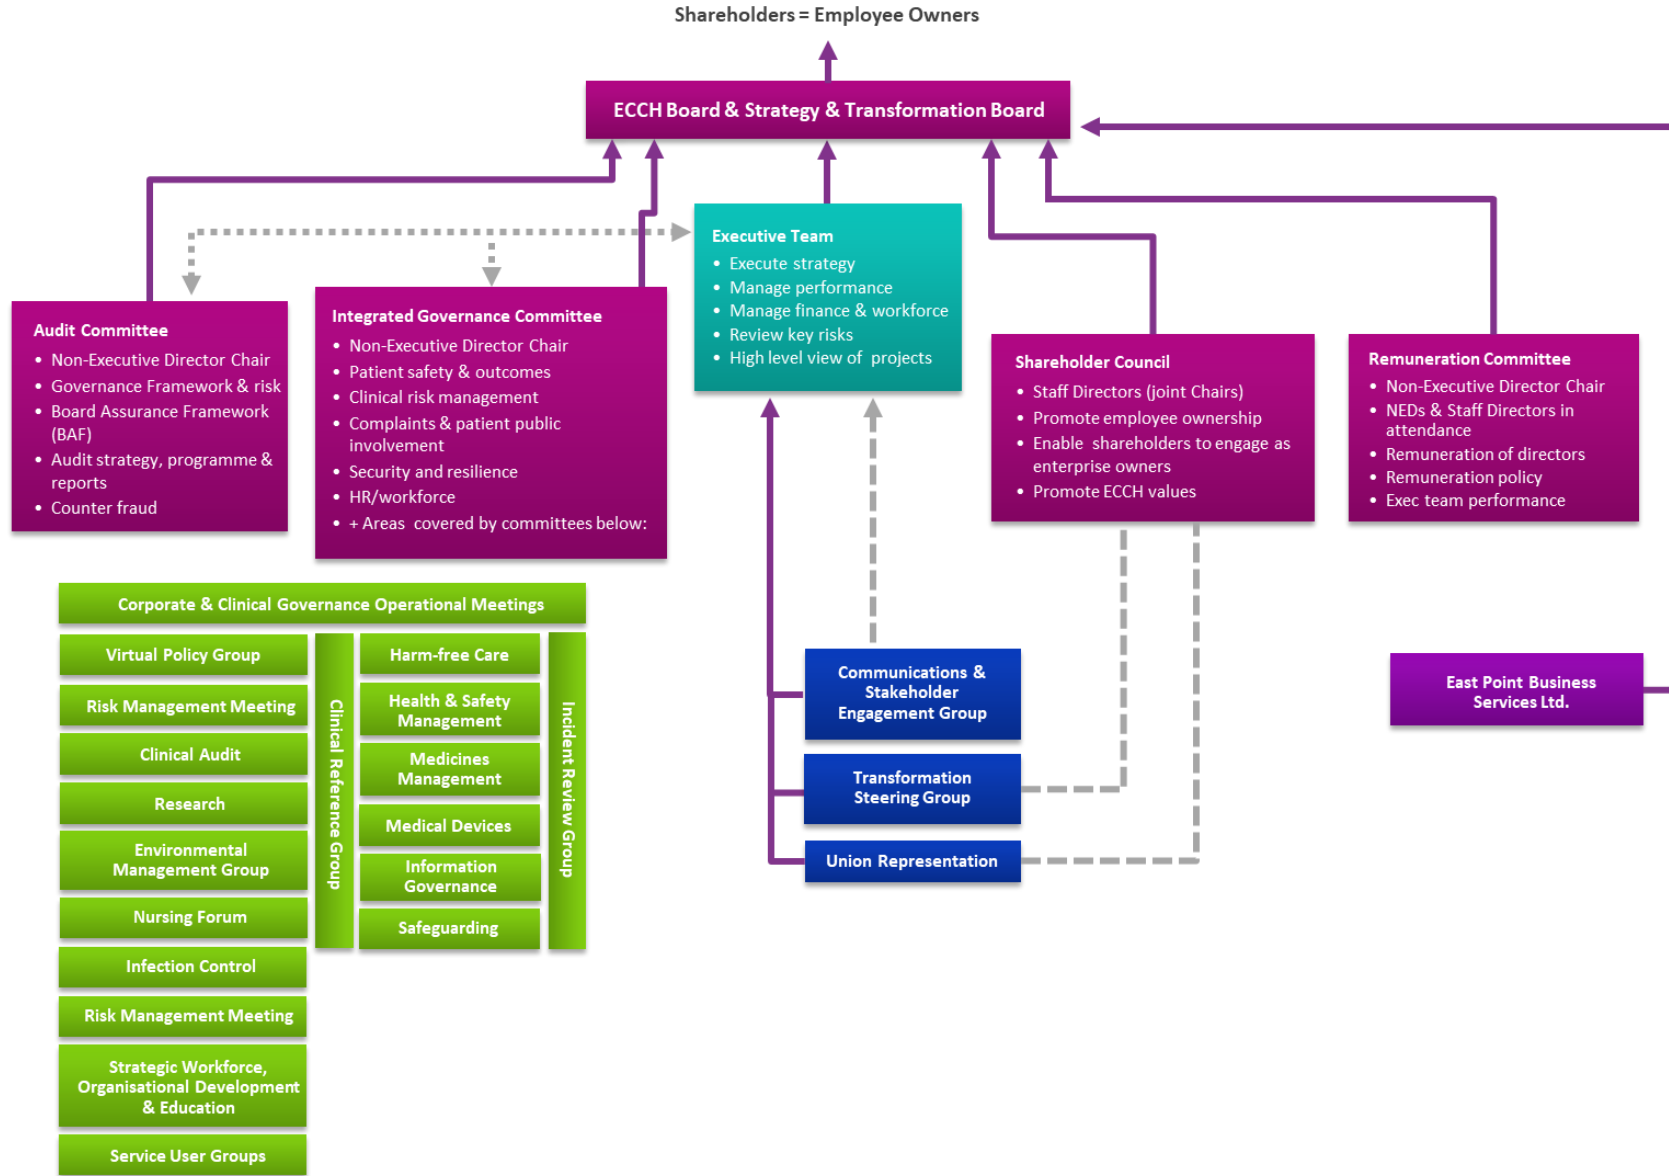 Shareholders = Employee Owners
ECCH Board & Strategy & Transformation Board
Executive Team
• Execute strategy
• Manage performance
• Manage finance & workforce
• Review key risks
• High level view of projects
Audit Committee
• Non-Executive Director Chair
• Governance Framework & risk
• Board Assurance Framework
(BAF)
• Audit strategy, programme &
reports
• Counter fraud
Integrated Governance Committee
• Non-Executive Director Chair
• Patient safety & outcomes
• Clinical risk management
• Complaints & patient public
involvement
• Security and resilience
• HR/workforce
• + Areas covered by committees below:
Shareholder Council
• Staff Directors (joint Chairs)
• Promote employee ownership
• Enable shareholders to engage as
enterprise owners
• Promote ECCH values
Remuneration Committee
• Non-Executive Director Chair
• NEDs & Staff Directors in
attendance
• Remuneration of directors
• Remuneration policy
• Exec team performance
Corporate & Clinical Governance Operational Meetings
Virtual Policy Group
Risk Management Meeting
Clinical Audit
Research
Environmental
Management Group
Nursing Forum
Infection Control
Risk Management Meeting
Strategic Workforce,
Organisational Development
& Education
Service User Groups
Clinical Reference Group
Harm-free Care
Health & Safety
Management
Medicines
Management
Medical Devices
Information
Governance
Safeguarding
Incident Review Group
Communications &
Stakeholder
Engagement Group
Transformation
Steering Group
Union Representation
East Point Business
Services Ltd.